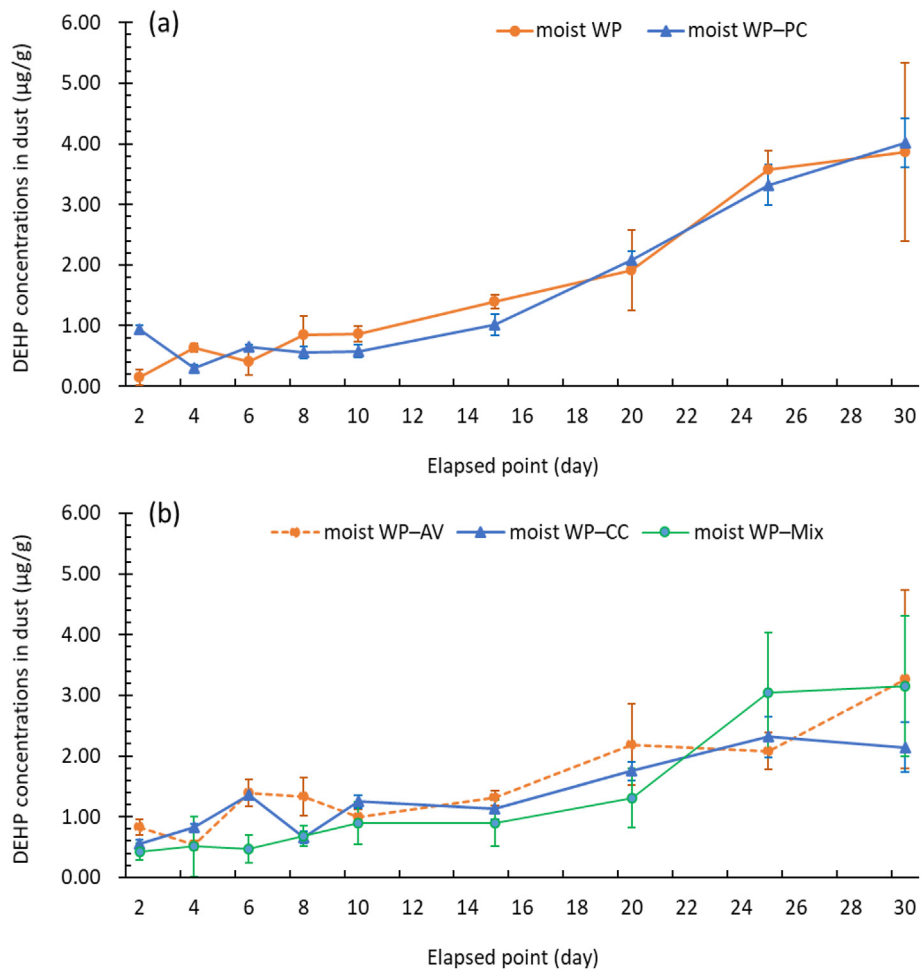 (a)
moist WP
moist WP–PC
DEHP concentrations in dust (µg/g)
6.00
5.00
4.00
3.00
2.00
1.00
0.00
2 4 6 8 10 12 14 16 18 20 22 24 26 28 30
Elapsed point (day)
(b)
moist WP–AV
moist WP–CC
moist WP–Mix
DEHP concentrations in dust (µg/g)
6.00
5.00
4.00
3.00
2.00
1.00
0.00
2 4 6 8 10 12 14 16 18 20 22 24 26 28 30
Elapsed point (day)